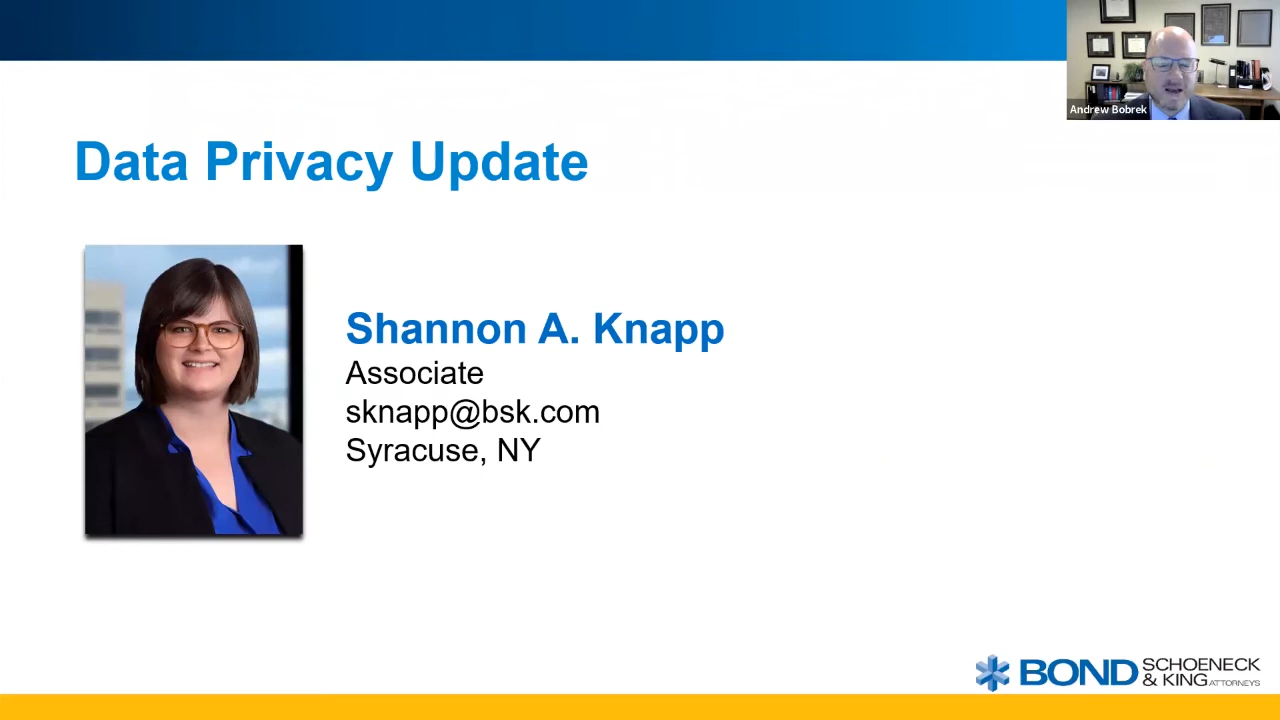 Andrew Bobrek
Data Privacy Update
Shannon A. Knapp
Associate
sknapp@bsk.com
Syracuse, NY
BOND SCHOENECK
& KING ATTORNEYS